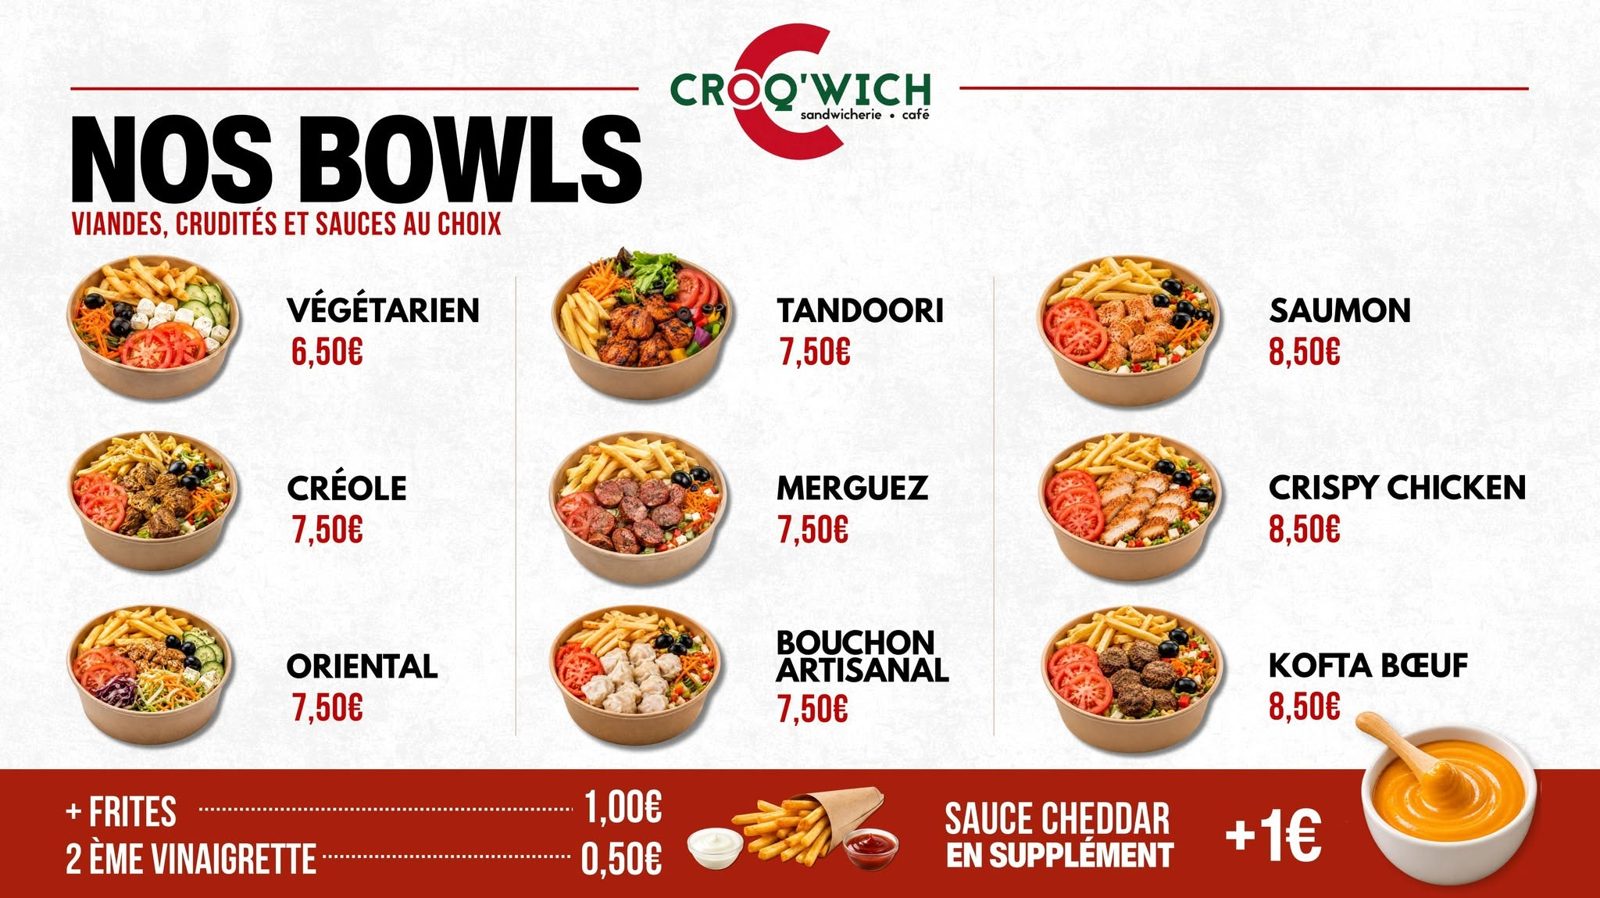 CROQ'WICH
sandwicherie • café
NOS BOWLS
VIANDES, CRUDITÉS ET SAUCES AU CHOIX
VÉGÉTARIEN
6,50€
CRÉOLE
7,50€
ORIENTAL
7,50€
TANDOORI
7,50€
MERGUEZ
7,50€
BOUCHON
ARTISANAL
7,50€
SAUMON
8,50€
CRISPY CHICKEN
8,50€
KOFTA BŒUF
8,50€
+ FRITES 1,00€
2 ÈME VINAIGRETTE 0,50€
SAUCE CHEDDAR
EN SUPPLÉMENT
+1€